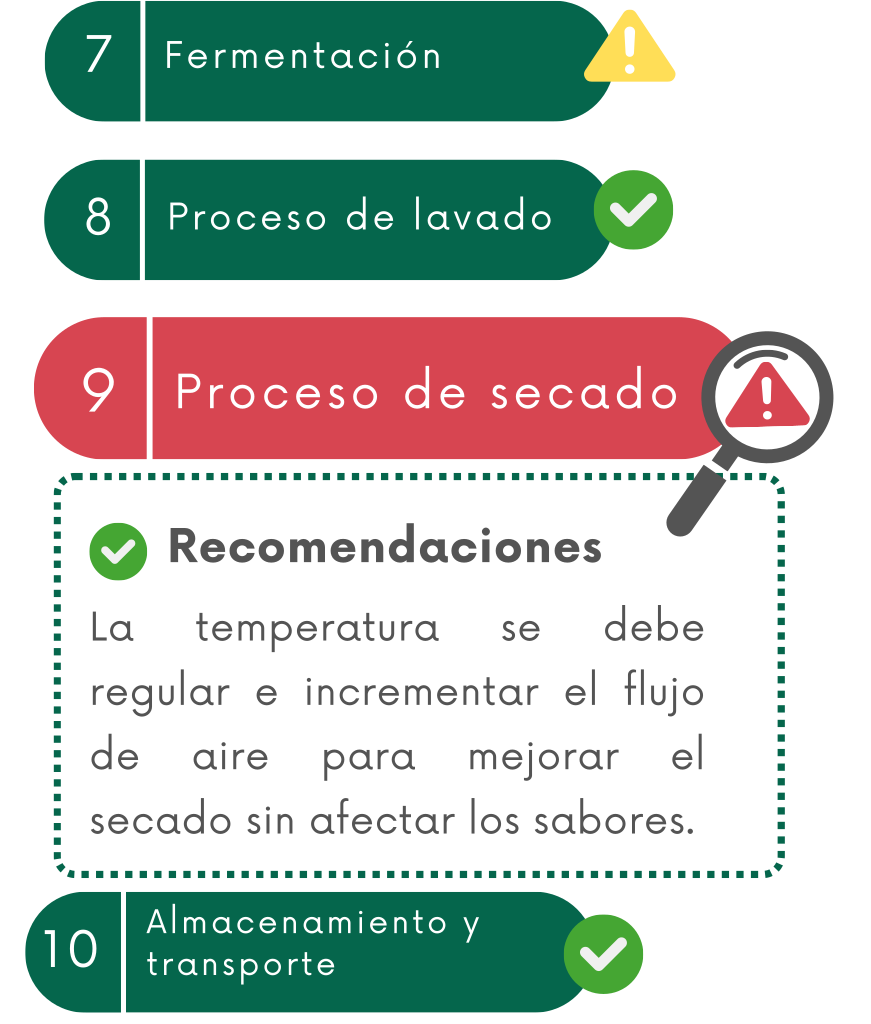 7 Fermentación
8 Proceso de lavado
9 Proceso de secado
Recomendaciones
La temperatura se debe
regular e incrementar el flujo
de aire para mejorar el
secado sin afectar los sabores.
10 Almacenamiento y
transporte